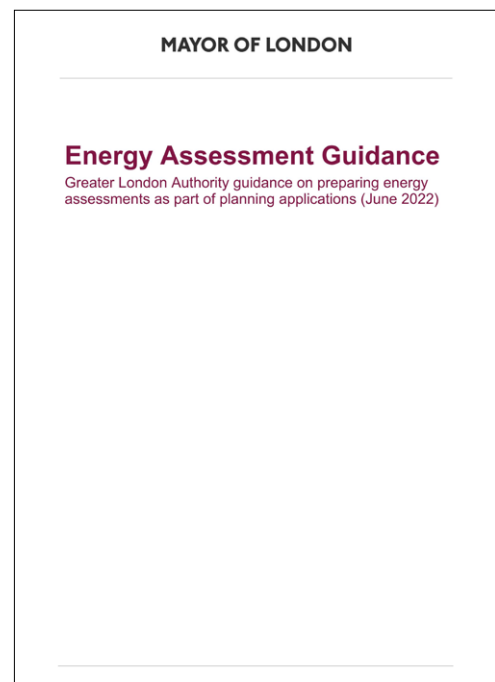 MAYOR OF LONDON
Energy Assessment Guidance
Greater London Authority guidance on preparing energy
assessments as part of planning applications (June 2022)